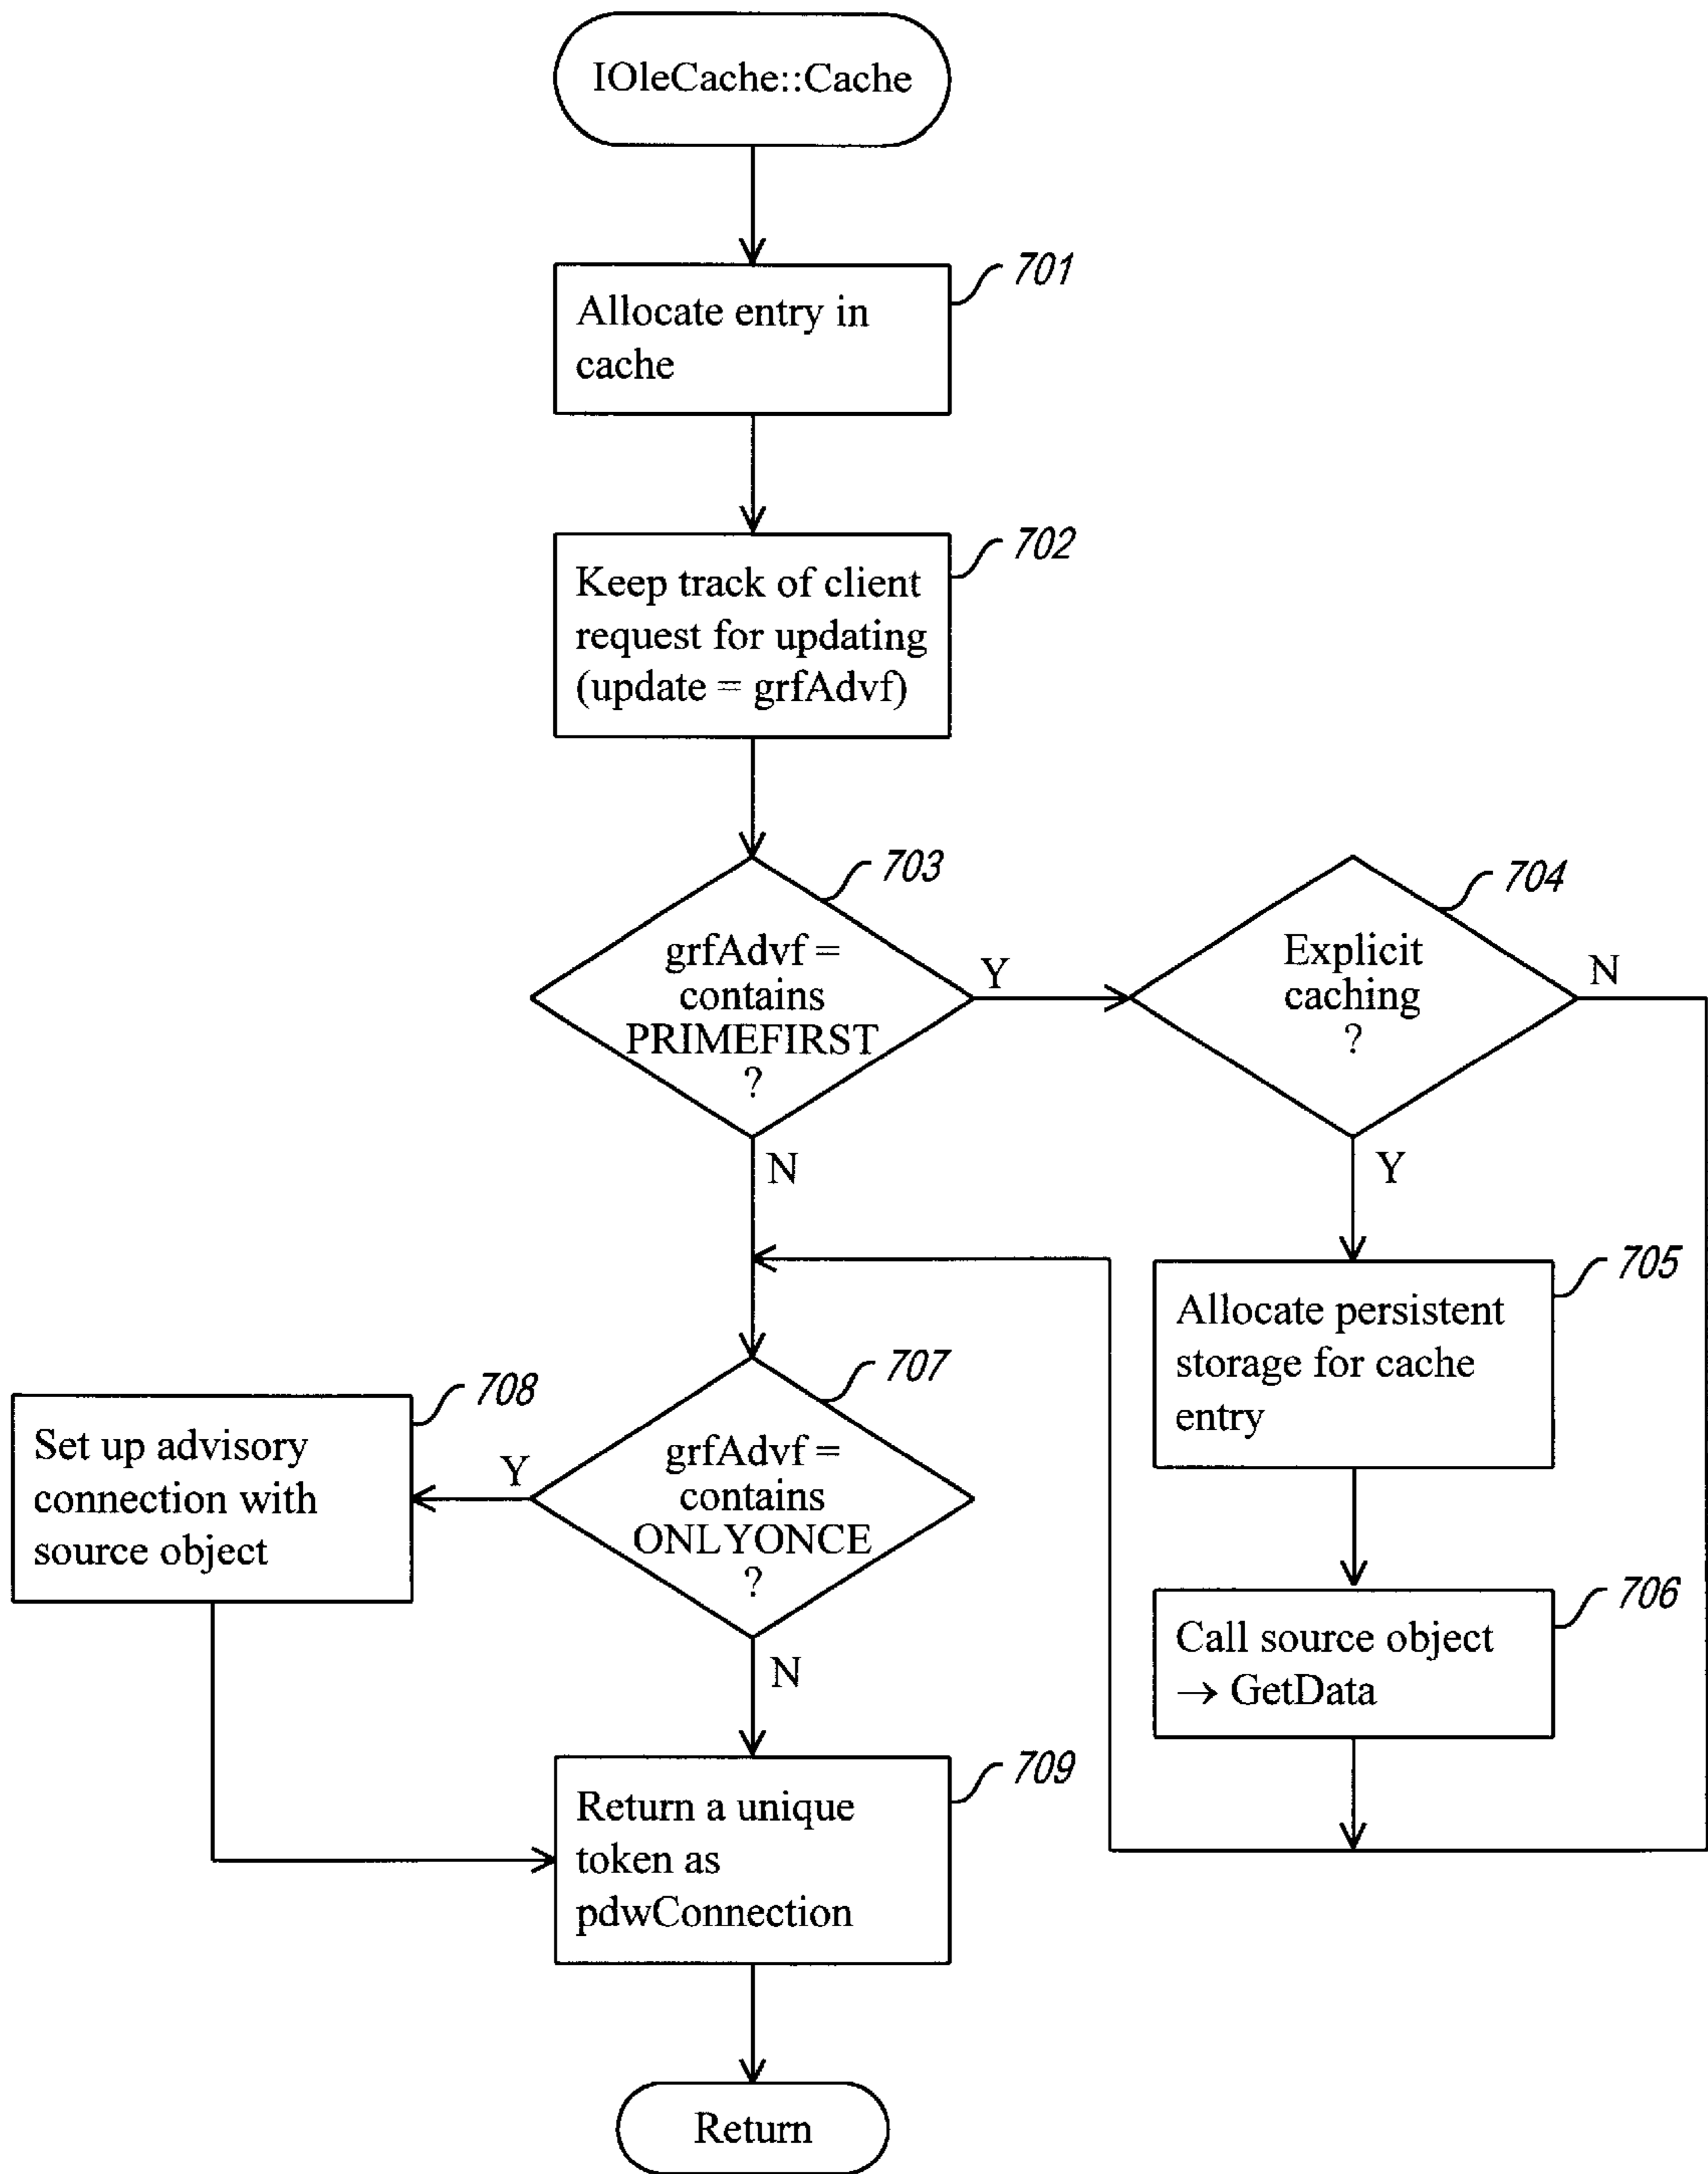 IOleCache::Cache
701
Allocate entry in
cache
702
Keep track of client
request for updating
(update = grfAdvf)
703
grfAdvf =
contains
PRIMEFIRST
?
Y
N
704
Explicit
caching
?
N
Y
705
Allocate persistent
storage for cache
entry
706
Call source object
→ GetData
707
grfAdvf =
contains
ONLYONCE
?
Y
N
708
Set up advisory
connection with
source object
709
Return a unique
token as
pdwConnection
Return